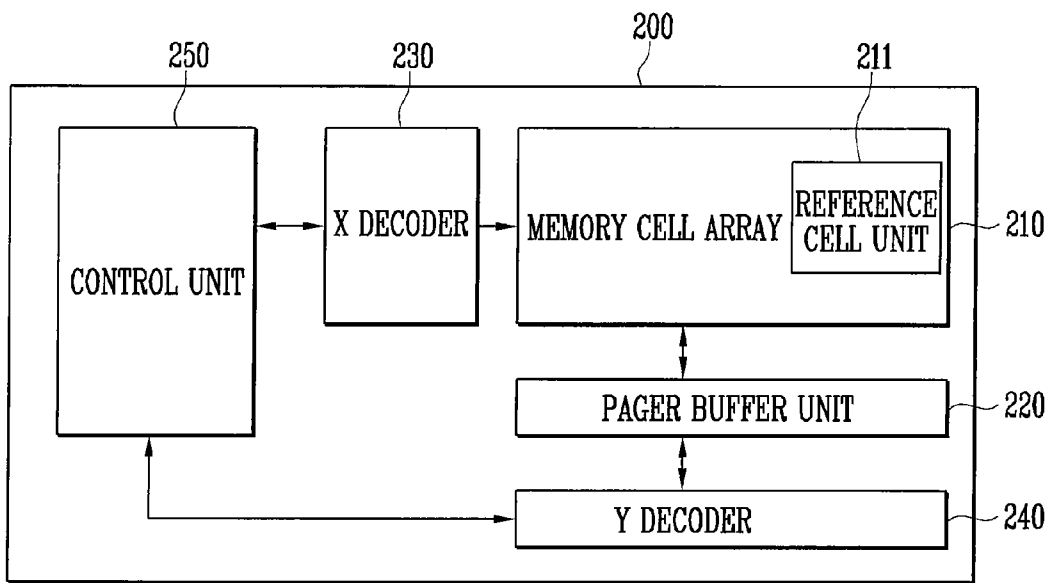 200
250
230
211
CONTROL UNIT
X DECODER
MEMORY CELL ARRAY
REFERENCE
CELL UNIT
210
PAGER BUFFER UNIT
220
Y DECODER
240